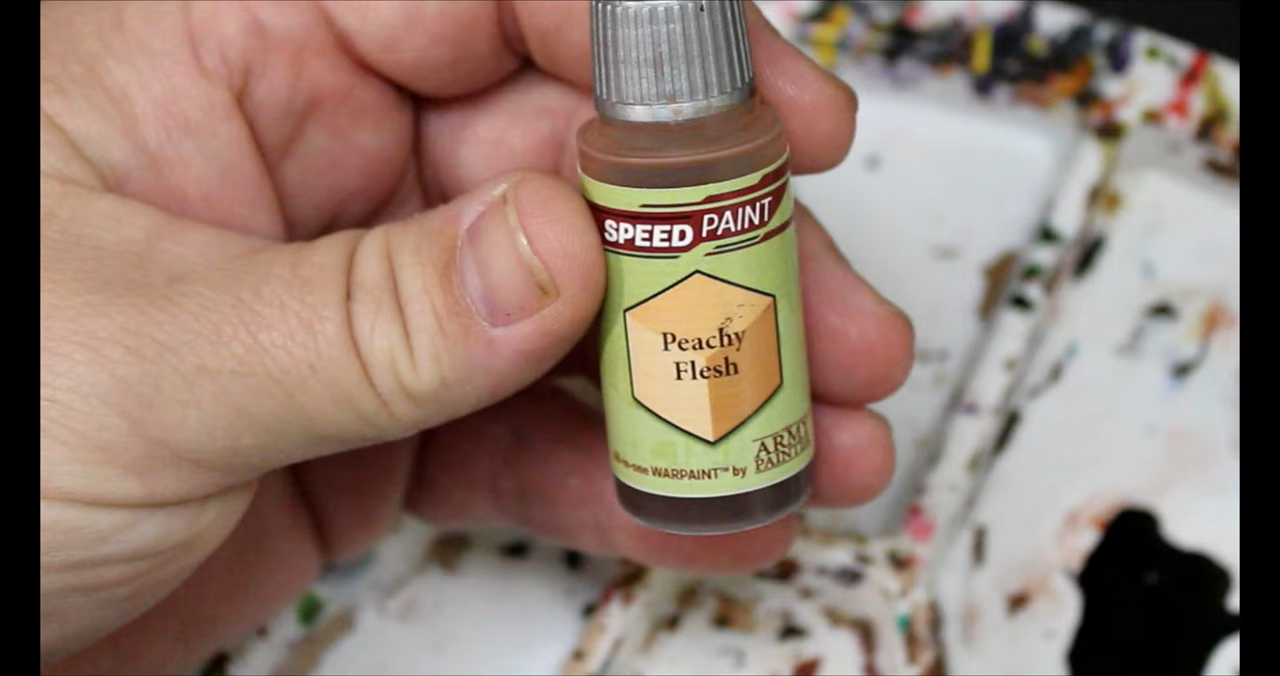 SPEED PAINT
Peachy
Flesh
WARPAINT™ by
ARMY
PAINTER